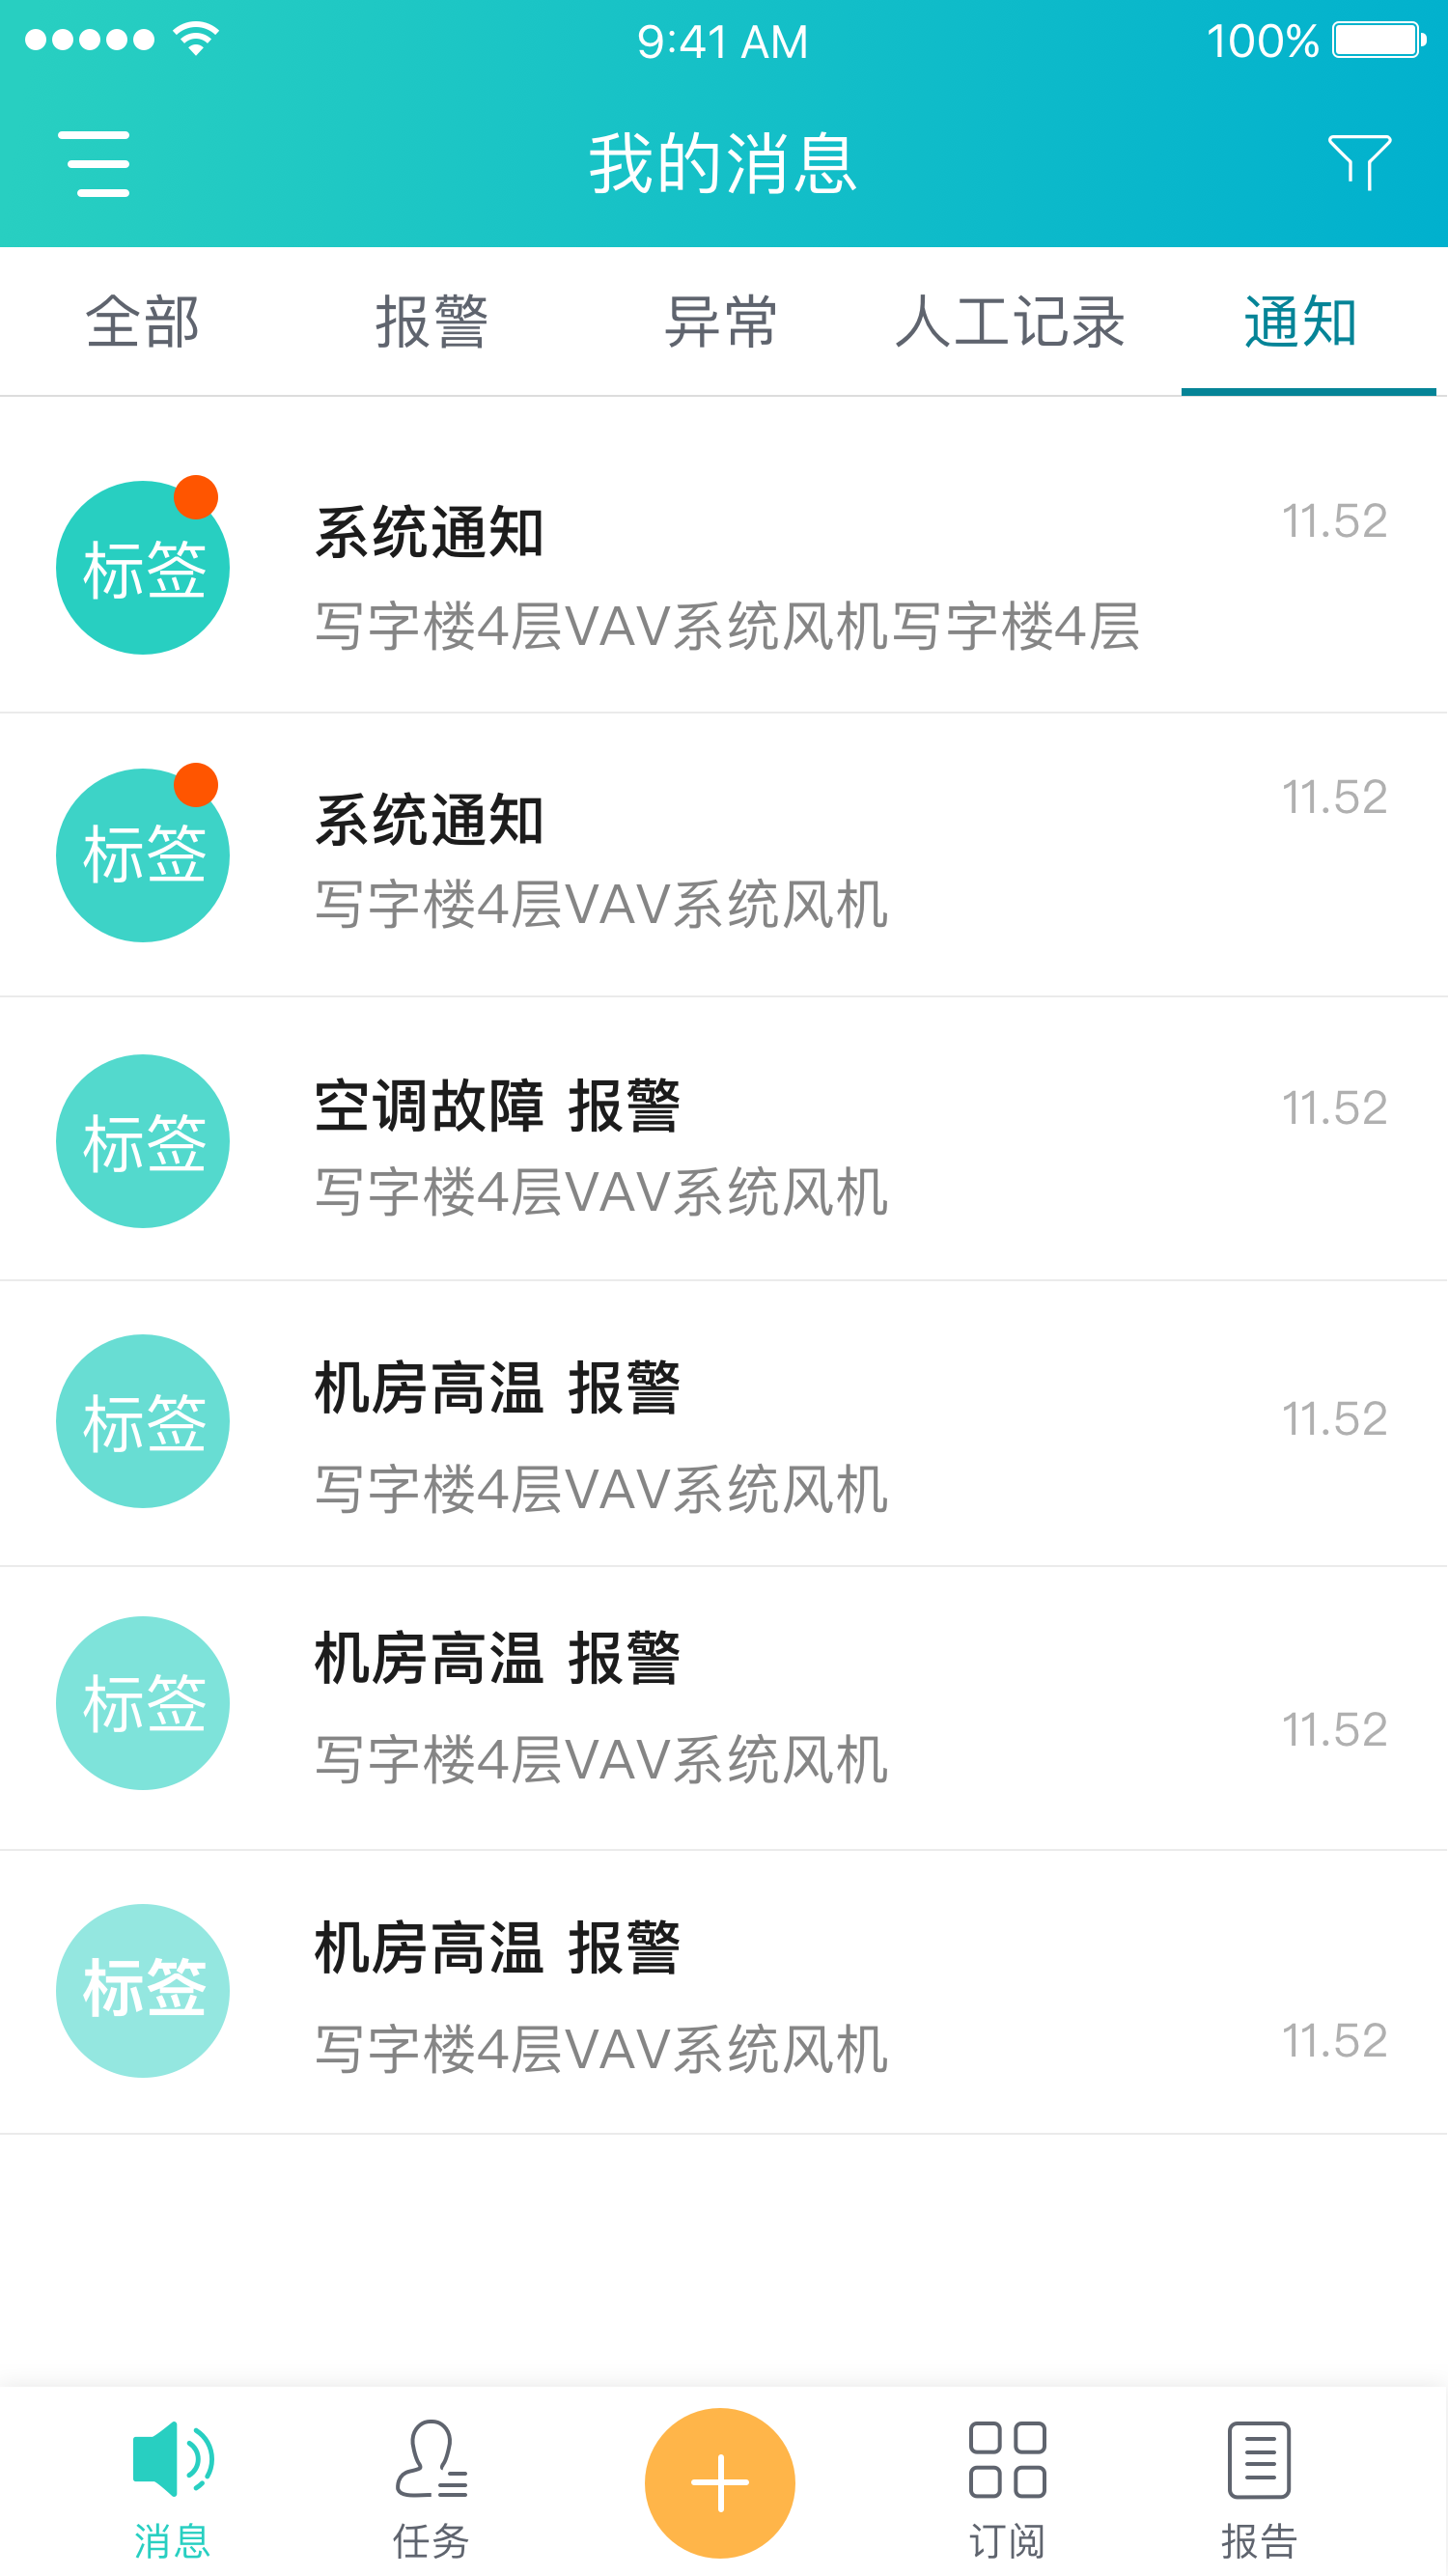 9:41 AM
100%
我的消息
全部 报警 异常 人工记录 通知
标签
系统通知
11.52
写字楼4层VAV系统风机写字楼4层
标签
系统通知
11.52
写字楼4层VAV系统风机
标签
空调故障 报警
11.52
写字楼4层VAV系统风机
标签
机房高温 报警
11.52
写字楼4层VAV系统风机
标签
机房高温 报警
11.52
写字楼4层VAV系统风机
标签
机房高温 报警
11.52
写字楼4层VAV系统风机
消息 任务 订阅 报告